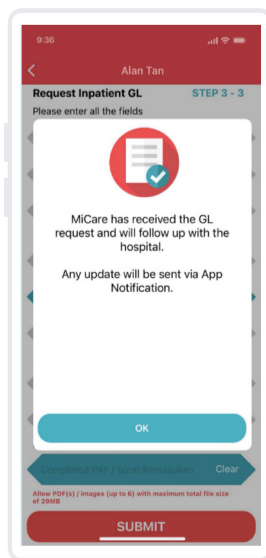 9:36
Alan Tan
Request Inpatient GL STEP 3 - 3
Please enter all the fields
MiCare has received the GL
request and will follow up with the
hospital.
Any update will be sent via App
Notification.
OK
Completed PAF / Surat Kemasukan Clear
Allow PDF(s) / images (up to 6) with maximum total file size
of 20MB
SUBMIT